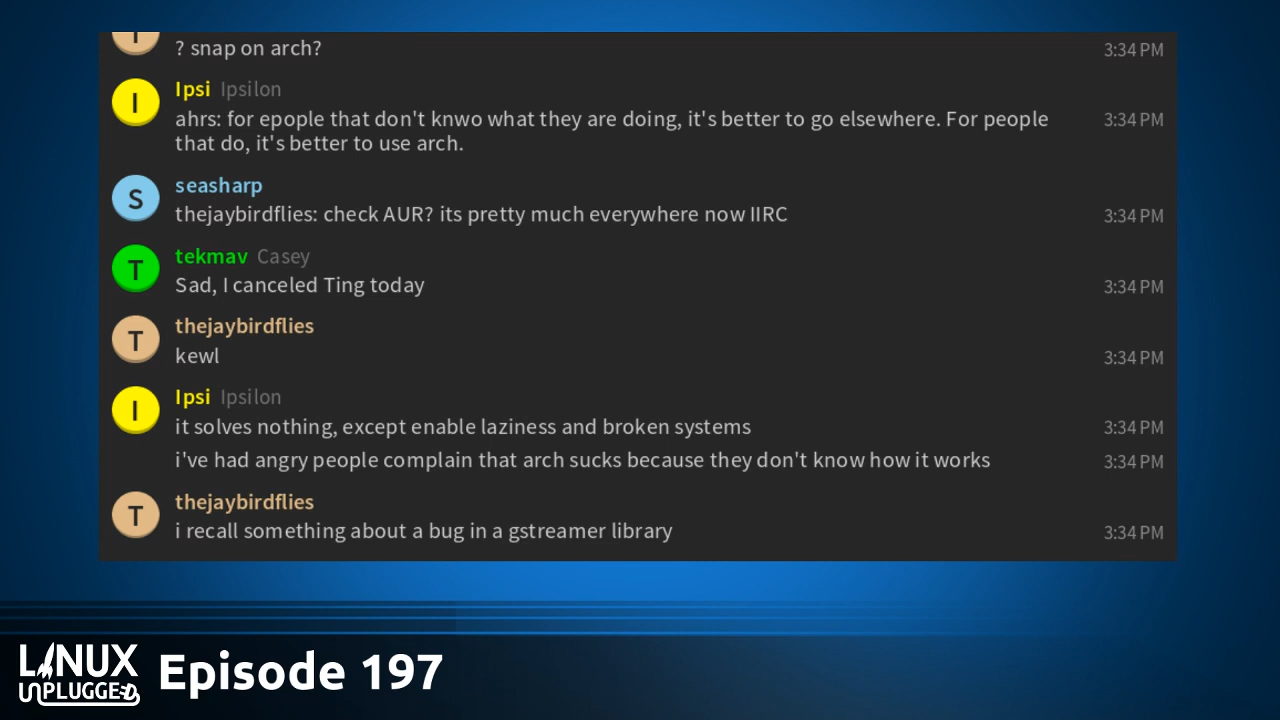 ? snap on arch?
3:34 PM
I
Ipsi Ipsilon
ahrs: for epople that don't knwo what they are doing, it's better to go elsewhere. For people
3:34 PM
that do, it's better to use arch.
S
seasharp
thejaybirdflies: check AUR? its pretty much everywhere now IIRC
3:34 PM
T
tekmav Casey
Sad, I canceled Ting today
3:34 PM
T
thejaybirdflies
kewl
3:34 PM
I
Ipsi Ipsilon
it solves nothing, except enable laziness and broken systems
3:34 PM
i've had angry people complain that arch sucks because they don't know how it works
3:34 PM
T
thejaybirdflies
i recall something about a bug in a gstreamer library
3:34 PM
LINUX
UNPLUGGED
Episode 197